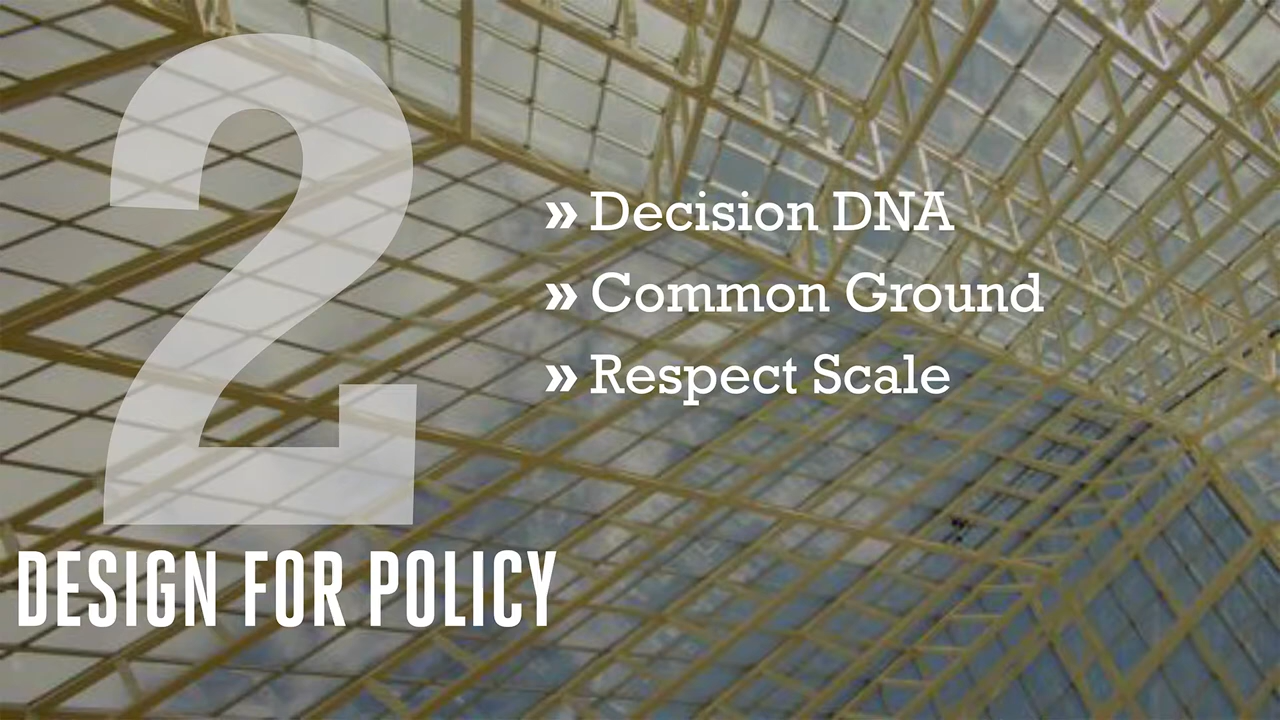 2
DESIGN FOR POLICY
» Decision DNA
» Common Ground
» Respect Scale